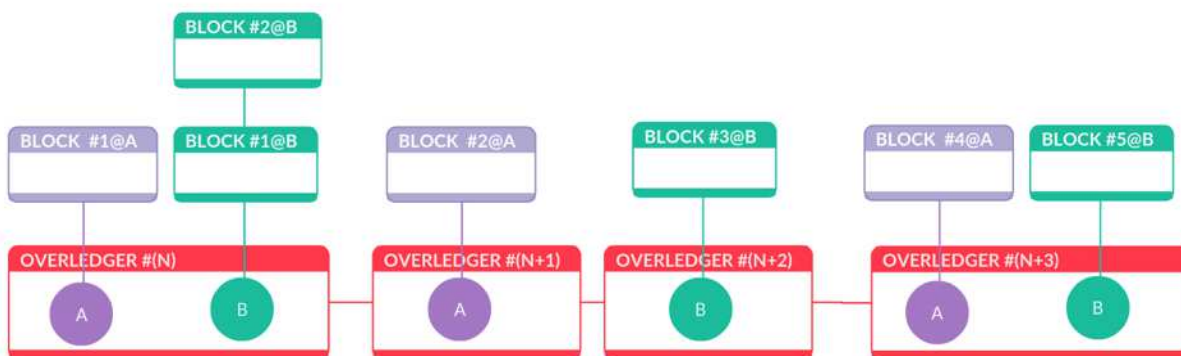 BLOCK #2@B
BLOCK #1@A
BLOCK #1@B
BLOCK #2@A
BLOCK #3@B
BLOCK #4@A
BLOCK #5@B
OVERLEDGER #(N)
OVERLEDGER #(N+1)
OVERLEDGER #(N+2)
OVERLEDGER #(N+3)
A
B
A
B
A
B